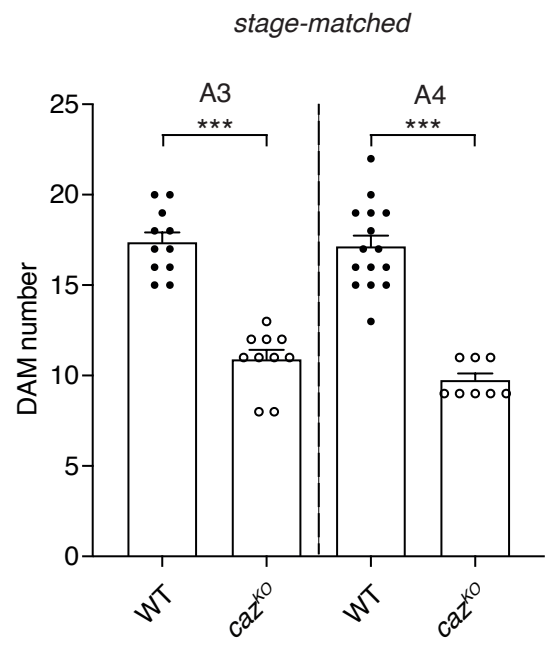 stage-matched
A3
A4
***
***
25
20
15
10
5
0
DAM number
WT
cazKO
WT
cazKO